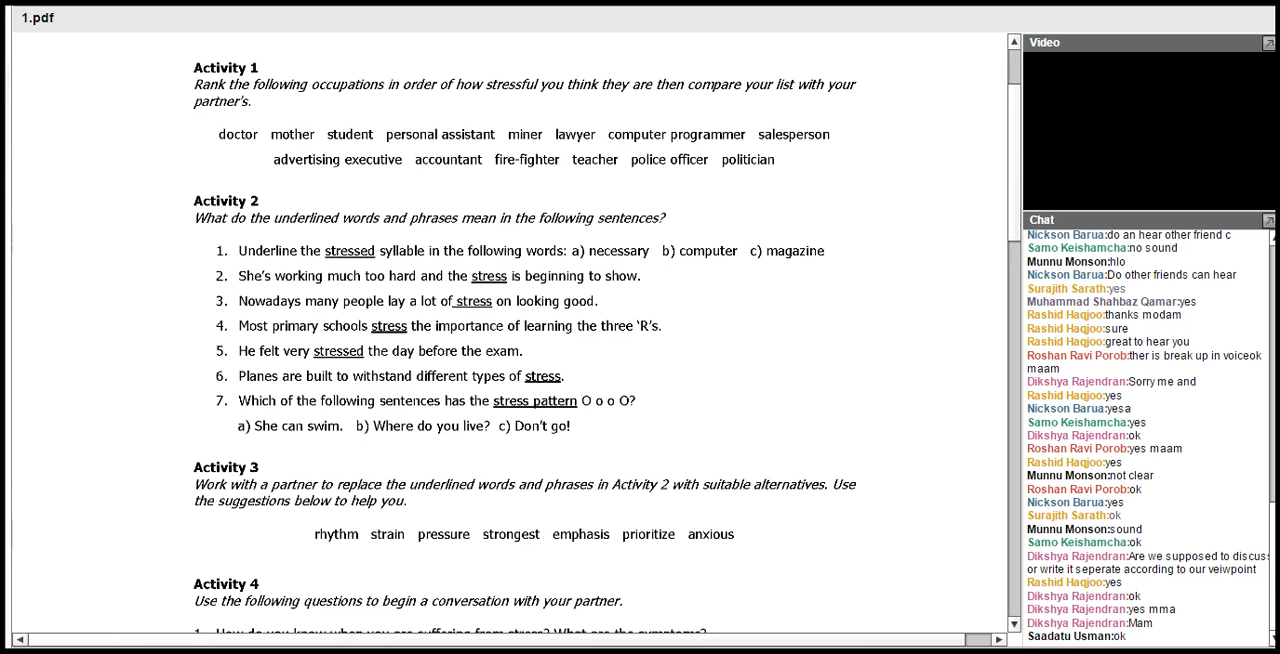 1.pdf
Activity 1
Rank the following occupations in order of how stressful you think they are then compare your list with your
partner's.
doctor mother student personal assistant miner lawyer computer programmer salesperson
advertising executive accountant fire-fighter teacher police officer politician
Activity 2
What do the underlined words and phrases mean in the following sentences?
1. Underline the stressed syllable in the following words: a) necessary b) computer c) magazine
2. She's working much too hard and the stress is beginning to show.
3. Nowadays many people lay a lot of stress on looking good.
4. Most primary schools stress the importance of learning the three 'R's.
5. He felt very stressed the day before the exam.
6. Planes are built to withstand different types of stress.
7. Which of the following sentences has the stress pattern O o o O?
a) She can swim. b) Where do you live? c) Don't go!
Activity 3
Work with a partner to replace the underlined words and phrases in Activity 2 with suitable alternatives. Use
the suggestions below to help you.
rhythm strain pressure strongest emphasis prioritize anxious
Activity 4
Use the following questions to begin a conversation with your partner.
1. How do you know when you are suffering from stress? What are the symptoms?
Video
Chat
Nickson Barua:do an hear other friend c
Samo Keishamcha:no sound
Munnu Monson:hlo
Nickson Barua:Do other friends can hear
Surajith Sarath:yes
Muhammad Shahbaz Qamar:yes
Rashid Haqjoo:thanks modam
Rashid Haqjoo:sure
Rashid Haqjoo:great to hear you
Roshan Ravi Porob:ther is break up in voiceok
maam
Dikshya Rajendran:Sorry me and
Rashid Haqjoo:yes
Nickson Barua:yesa
Samo Keishamcha:yes
Dikshya Rajendran:ok
Roshan Ravi Porob:yes maam
Rashid Haqjoo:yes
Munnu Monson:not clear
Roshan Ravi Porob:ok
Nickson Barua:yes
Surajith Sarath:ok
Munnu Monson:sound
Samo Keishamcha:ok
Dikshya Rajendran:Are we supposed to discuss
or write it seperate according to our veiwpoint
Rashid Haqjoo:yes
Dikshya Rajendran:ok
Dikshya Rajendran:yes mma
Dikshya Rajendran:Mam
Saadatu Usman:ok